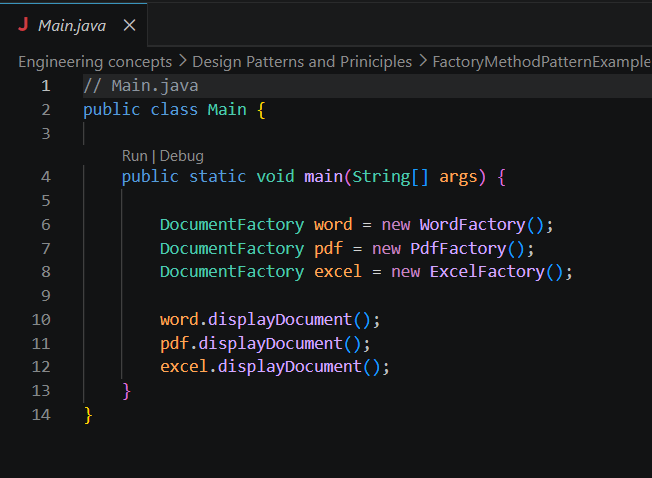 J Main.java ×
Engineering concepts > Design Patterns and Priniciples > FactoryMethodPatternExample
1 // Main.java
2 public class Main {
3
Run | Debug
4 public static void main(String[] args) {
5
6 DocumentFactory word = new WordFactory();
7 DocumentFactory pdf = new PdfFactory();
8 DocumentFactory excel = new ExcelFactory();
9
10 word.displayDocument();
11 pdf.displayDocument();
12 excel.displayDocument();
13 }
14 }